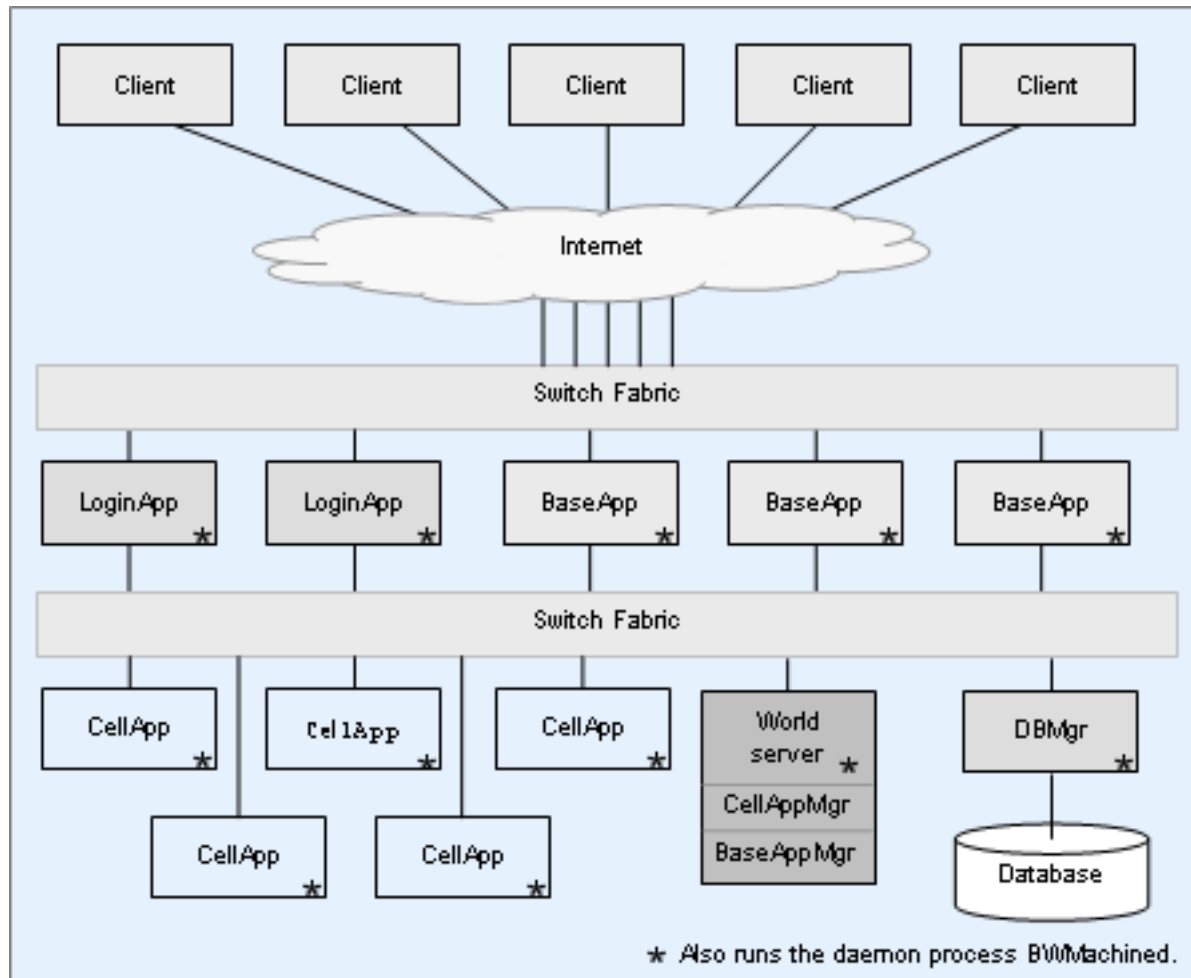 Client
Client
Client
Client
Client
Internet
Switch Fabric
LoginApp
*
LoginApp
*
BaseApp
*
BaseApp
*
BaseApp
*
Switch Fabric
CellApp
*
CellApp
*
CellApp
*
World
server
*
CellAppMgr
BaseAppMgr
DBMgr
*
CellApp
*
CellApp
*
Database
* Also runs the daemon process BWMachined.